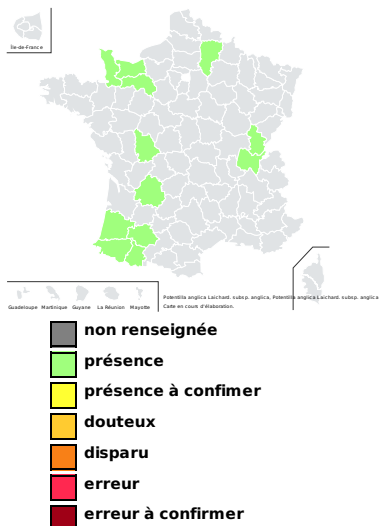 Île-de-France
Guadeloupe Martinique Guyane La Réunion Mayotte
Potentilla anglica Laichard. subsp. anglica, Potentilla anglica Laichard. subsp. anglica
Carte en cours d'élaboration.
non renseignée
présence
présence à confimer
douteux
disparu
erreur
erreur à confirmer